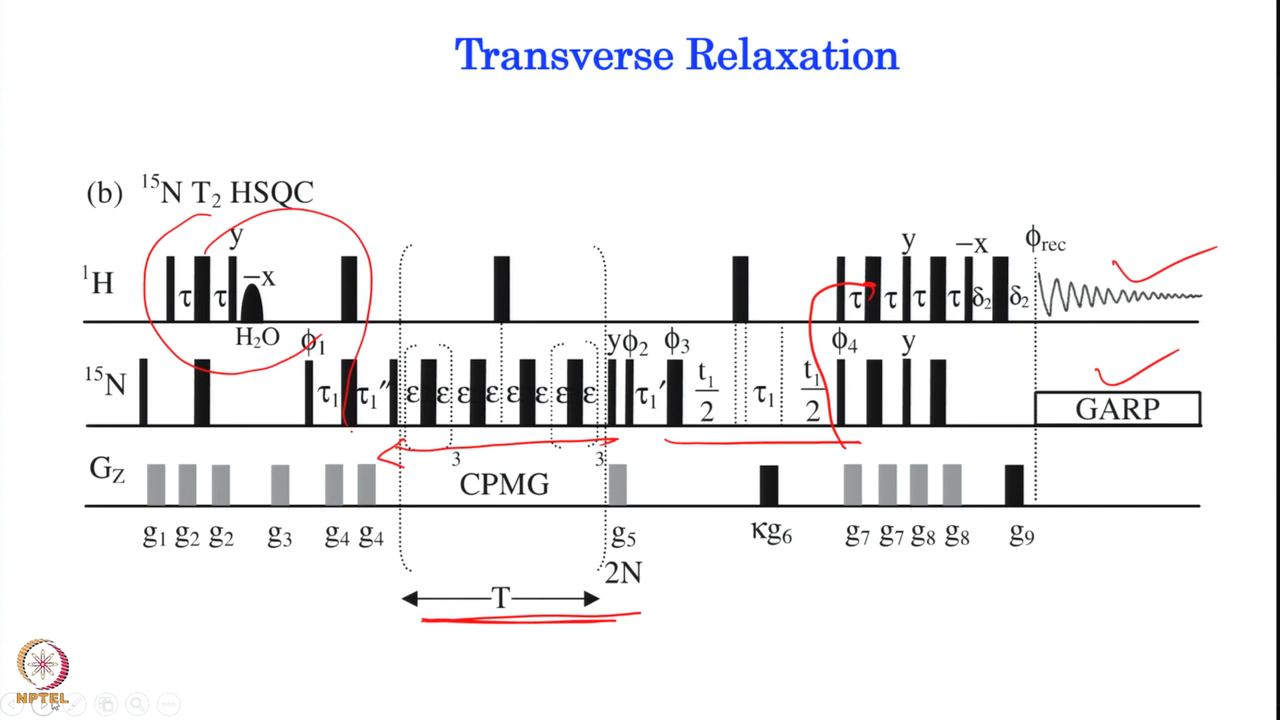 Transverse Relaxation
(b) ¹⁵N T₂ HSQC
y y −x ϕrec
¹H τ τ −x τ τ τ τ δ₂ δ₂
H₂O ϕ₁ yϕ₂ ϕ₃ ϕ₄ y
¹⁵N τ₁ τ₁″ ε ε ε ε ε ε ε ε τ₁′ t₁/2 τ₁ t₁/2 GARP
3 3
G_Z CPMG
g₁ g₂ g₂ g₃ g₄ g₄ g₅ κg₆ g₇ g₇ g₈ g₈ g₉
2N
T
NPTEL